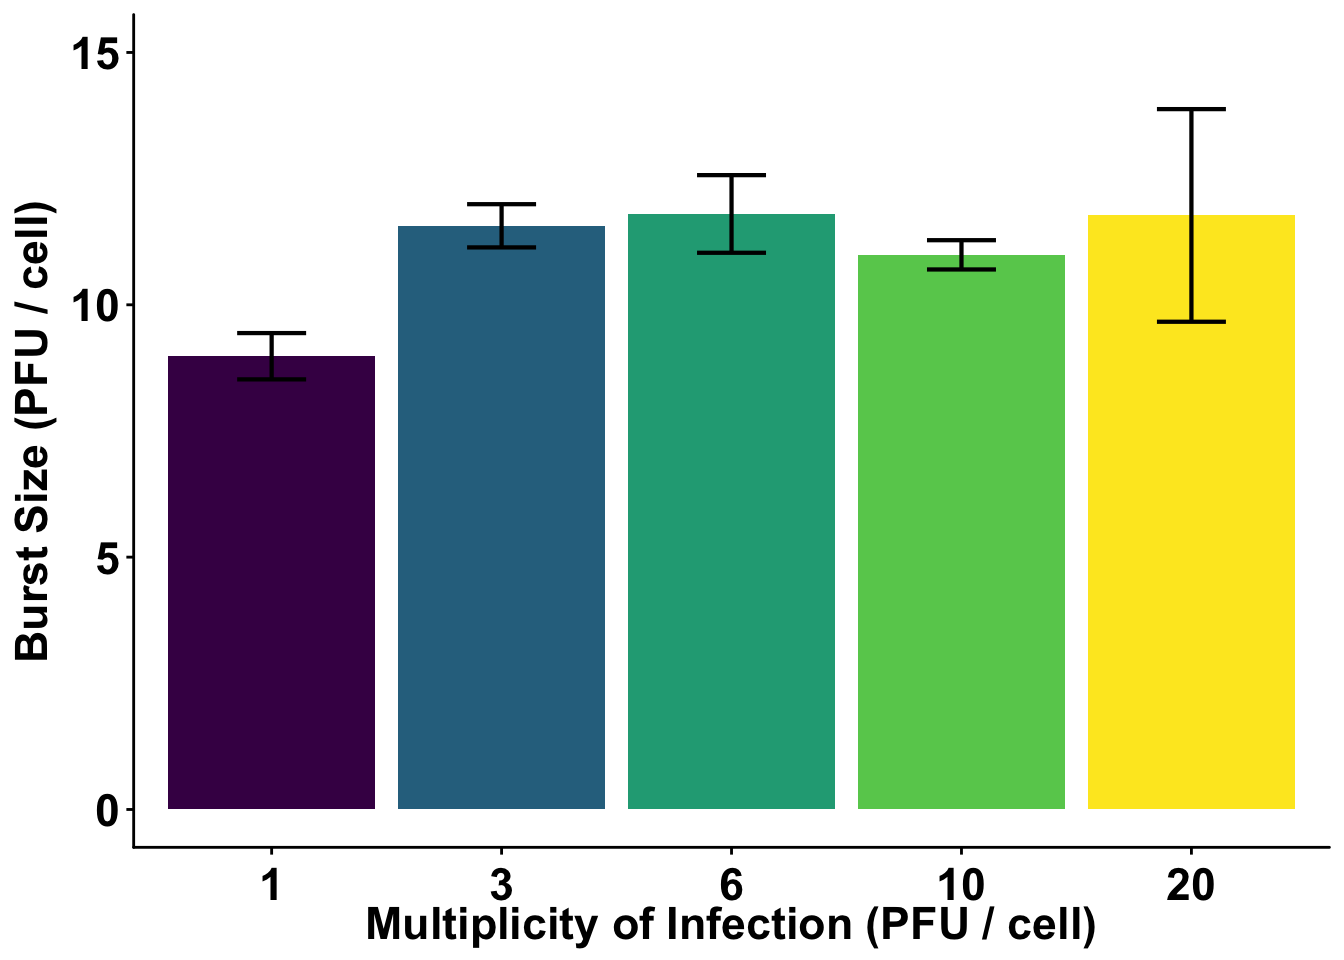 15
10
5
0
Burst Size (PFU / cell)
1 3 6 10 20
Multiplicity of Infection (PFU / cell)